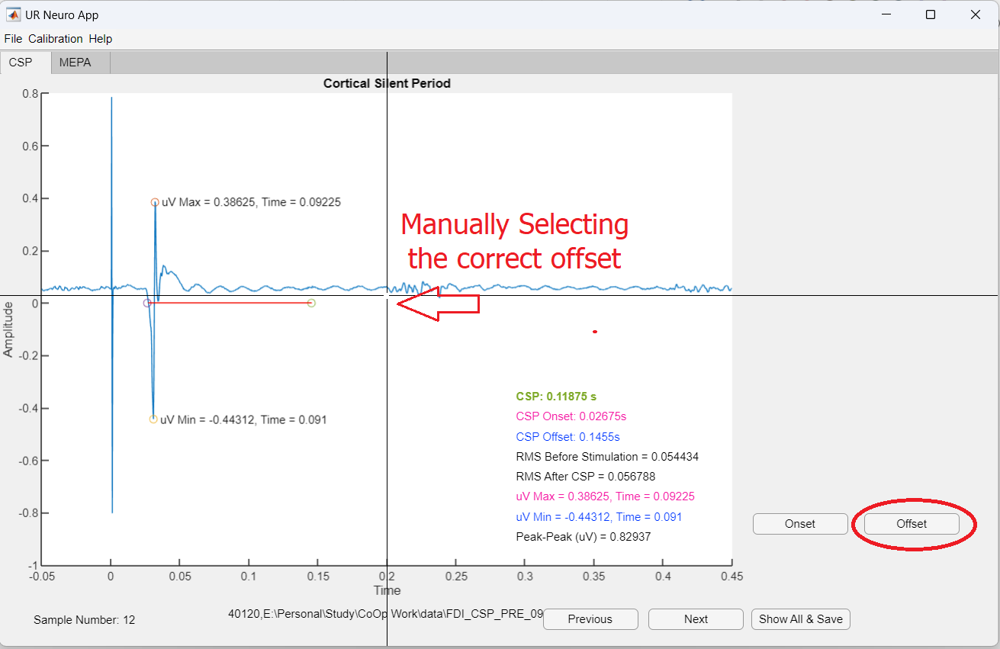 UR Neuro App
File Calibration Help
CSP MEPA
Cortical Silent Period
0.8
0.6
0.4
uV Max = 0.38625, Time = 0.09225
Manually Selecting
the correct offset
0.2
0
Amplitude
-0.2
-0.4
uV Min = -0.44312, Time = 0.091
CSP: 0.11875 s
CSP Onset: 0.02675s
CSP Offset: 0.1455s
-0.6
RMS Before Stimulation = 0.054434
RMS After CSP = 0.056788
uV Max = 0.38625, Time = 0.09225
-0.8
uV Min = -0.44312, Time = 0.091
Onset Offset
Peak-Peak (uV) = 0.82937
-1
-0.05 0 0.05 0.1 0.15 0.2 0.25 0.3 0.35 0.4 0.45
Time
40120,E:\Personal\Study\CoOp Work\data\FDI_CSP_PRE_09
Sample Number: 12
Previous Next Show All & Save